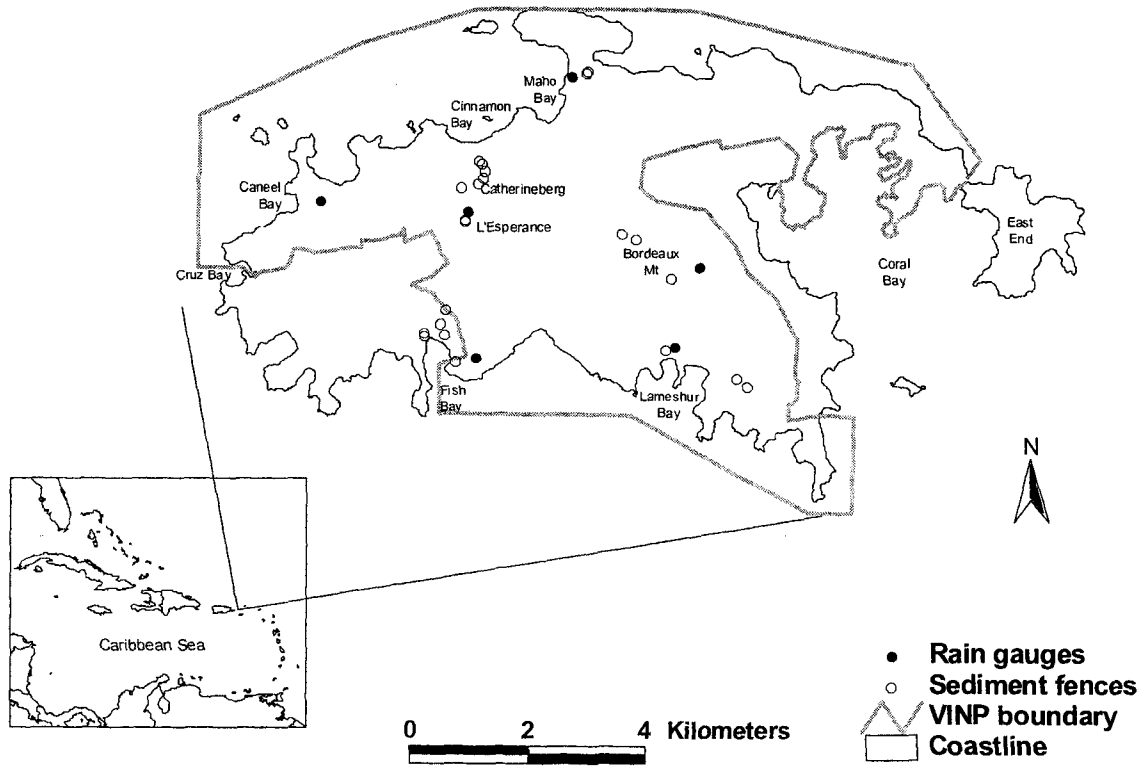 Maho
Bay
Cinnamon
Bay
Caneel
Bay
Catherineberg
L'Esperance
East
End
Bordeaux
Mt
Coral
Bay
Cruz Bay
Fish
Bay
Lameshur
Bay
N
Caribbean Sea
Rain gauges
Sediment fences
VINP boundary
Coastline
0 2 4 Kilometers